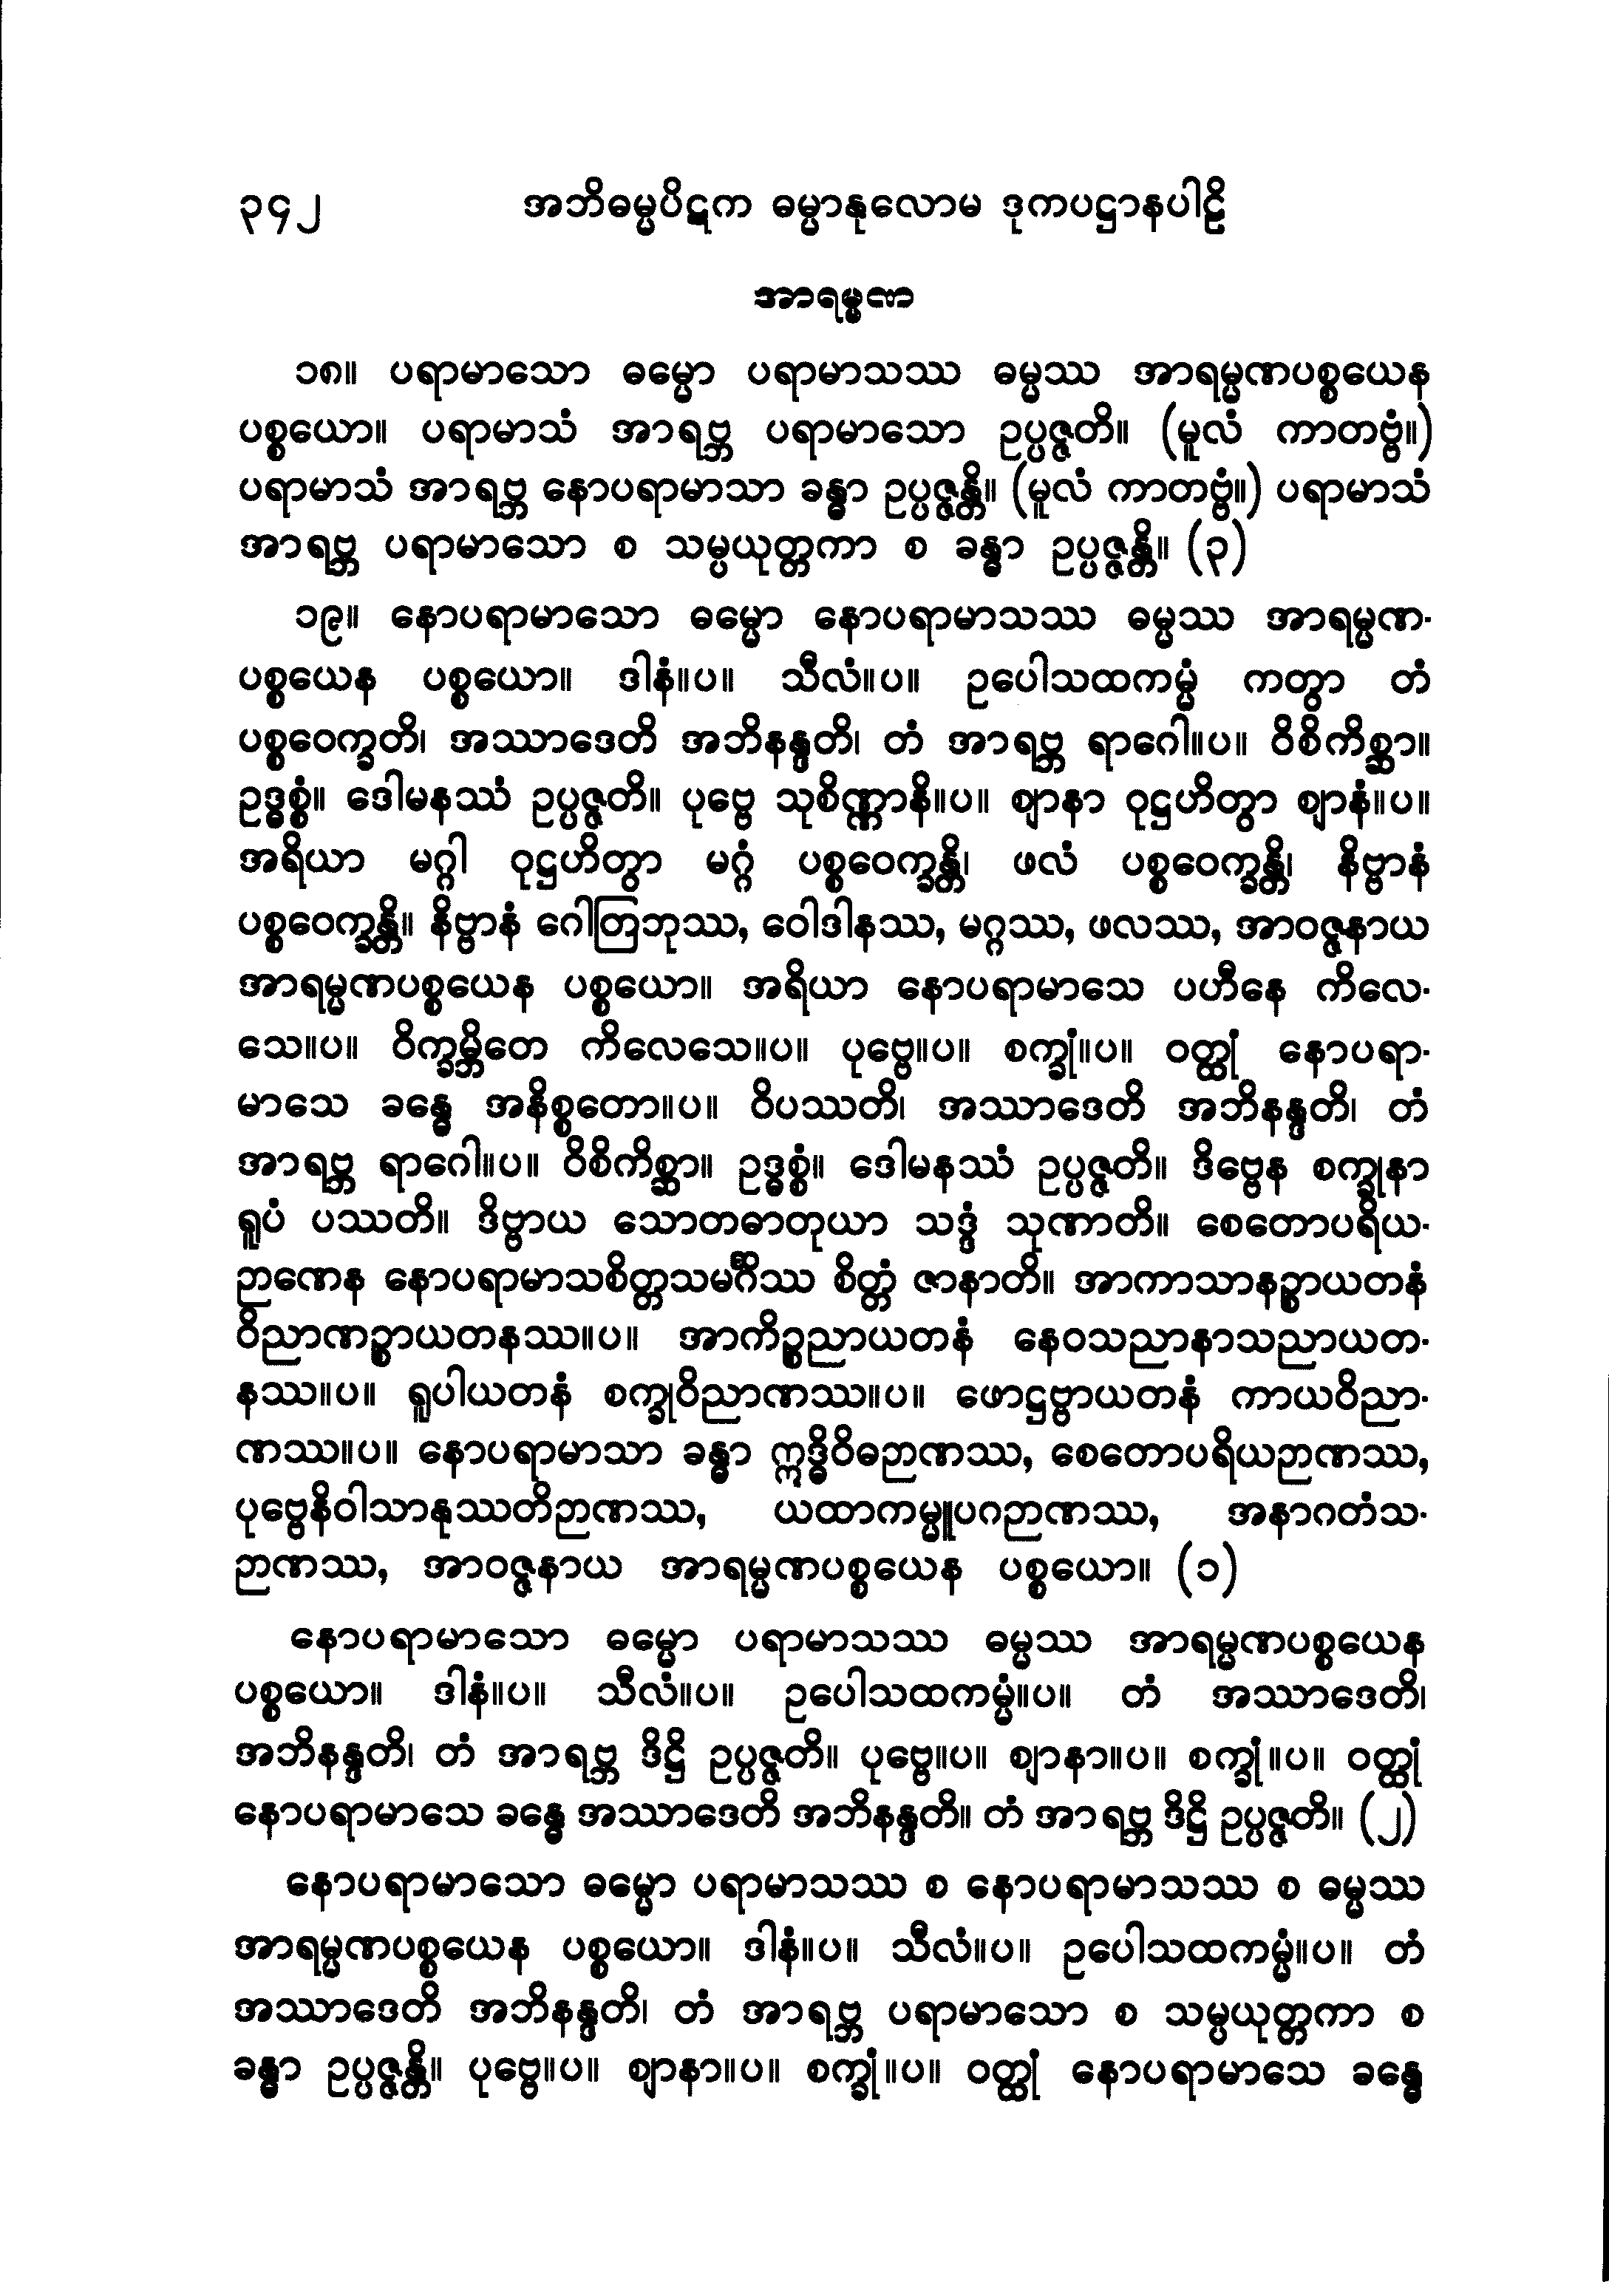 ၃၄၂ အဘိဓမ္မပိဋက ဓမ္မာနုလောမ ဒုကပဋ္ဌာနပါဠိ
အာရမ္မဏ
၁၈။ ပရာမာသော ဓမ္မော ပရာမာသဿ ဓမ္မဿ အာရမ္မဏပစ္စယေန
ပစ္စယော။ ပရာမာသံ အာရဗ္ဘ ပရာမာသော ဥပ္ပဇ္ဇတိ။ (မူလံ ကာတဗ္ဗံ။)
ပရာမာသံ အာရဗ္ဘ နောပရာမာသာ ခန္ဓာ ဥပ္ပဇ္ဇန္တိ။ (မူလံ ကာတဗ္ဗံ။) ပရာမာသံ
အာရဗ္ဘ ပရာမာသော စ သမ္ပယုတ္တကာ စ ခန္ဓာ ဥပ္ပဇ္ဇန္တိ။ (၃)
၁၉။ နောပရာမာသော ဓမ္မော နောပရာမာသဿ ဓမ္မဿ အာရမ္မဏ-
ပစ္စယေန ပစ္စယော။ ဒါနံ။ပ။ သီလံ။ပ။ ဥပေါသထကမ္မံ ကတွာ တံ
ပစ္စဝေက္ခတိ၊ အဿာဒေတိ အဘိနန္ဒတိ၊ တံ အာရဗ္ဘ ရာဂေါ။ပ။ ဝိစိကိစ္ဆာ။
ဥဒ္ဓစ္စံ။ ဒေါမနဿံ ဥပ္ပဇ္ဇတိ။ ပုဗ္ဗေ သုစိဏ္ဏာနိ။ပ။ ဈာနာ ဝုဋ္ဌဟိတွာ ဈာနံ။ပ။
အရိယာ မဂ္ဂါ ဝုဋ္ဌဟိတွာ မဂ္ဂံ ပစ္စဝေက္ခန္တိ၊ ဖလံ ပစ္စဝေက္ခန္တိ၊ နိဗ္ဗာနံ
ပစ္စဝေက္ခန္တိ။ နိဗ္ဗာနံ ဂေါတြဘုဿ, ဝေါဒါနဿ, မဂ္ဂဿ, ဖလဿ, အာဝဇ္ဇနာယ
အာရမ္မဏပစ္စယေန ပစ္စယော။ အရိယာ နောပရာမာသေ ပဟီနေ ကိလေ-
သေ။ပ။ ဝိက္ခမ္ဘိတေ ကိလေသေ။ပ။ ပုဗ္ဗေ။ပ။ စက္ခုံ။ပ။ ဝတ္ထုံ နောပရာ-
မာသေ ခန္ဓေ အနိစ္စတော။ပ။ ဝိပဿတိ၊ အဿာဒေတိ အဘိနန္ဒတိ၊ တံ
အာရဗ္ဘ ရာဂေါ။ပ။ ဝိစိကိစ္ဆာ။ ဥဒ္ဓစ္စံ။ ဒေါမနဿံ ဥပ္ပဇ္ဇတိ။ ဒိဗ္ဗေန စက္ခုနာ
ရူပံ ပဿတိ။ ဒိဗ္ဗာယ သောတဓာတုယာ သဒ္ဒံ သုဏာတိ။ စေတောပရိယ-
ဉာဏေန နောပရာမာသစိတ္တသမင်္ဂိဿ စိတ္တံ ဇာနာတိ။ အာကာသာနဉ္စာယတနံ
ဝိညာဏဉ္စာယတနဿ။ပ။ အာကိဉ္စညာယတနံ နေဝသညာနာသညာယတ-
နဿ။ပ။ ရူပါယတနံ စက္ခုဝိညာဏဿ။ပ။ ဖောဋ္ဌဗ္ဗာယတနံ ကာယဝိညာ-
ဏဿ။ပ။ နောပရာမာသာ ခန္ဓာ ဣဒ္ဓိဝိဓဉာဏဿ, စေတောပရိယဉာဏဿ,
ပုဗ္ဗေနိဝါသာနုဿတိဉာဏဿ, ယထာကမ္မူပဂဉာဏဿ, အနာဂတံသ-
ဉာဏဿ, အာဝဇ္ဇနာယ အာရမ္မဏပစ္စယေန ပစ္စယော။ (၁)
နောပရာမာသော ဓမ္မော ပရာမာသဿ ဓမ္မဿ အာရမ္မဏပစ္စယေန
ပစ္စယော။ ဒါနံ။ပ။ သီလံ။ပ။ ဥပေါသထကမ္မံ။ပ။ တံ အဿာဒေတိ၊
အဘိနန္ဒတိ၊ တံ အာရဗ္ဘ ဒိဋ္ဌိ ဥပ္ပဇ္ဇတိ။ ပုဗ္ဗေ။ပ။ ဈာနာ။ပ။ စက္ခုံ။ပ။ ဝတ္ထုံ
နောပရာမာသေ ခန္ဓေ အဿာဒေတိ အဘိနန္ဒတိ။ တံ အာရဗ္ဘ ဒိဋ္ဌိ ဥပ္ပဇ္ဇတိ။ (၂)
နောပရာမာသော ဓမ္မော ပရာမာသဿ စ နောပရာမာသဿ စ ဓမ္မဿ
အာရမ္မဏပစ္စယေန ပစ္စယော။ ဒါနံ။ပ။ သီလံ။ပ။ ဥပေါသထကမ္မံ။ပ။ တံ
အဿာဒေတိ အဘိနန္ဒတိ၊ တံ အာရဗ္ဘ ပရာမာသော စ သမ္ပယုတ္တကာ စ
ခန္ဓာ ဥပ္ပဇ္ဇန္တိ။ ပုဗ္ဗေ။ပ။ ဈာနာ။ပ။ စက္ခုံ။ပ။ ဝတ္ထုံ နောပရာမာသေ ခန္ဓေ